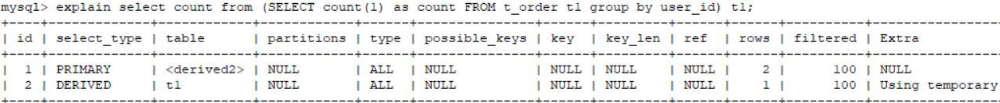 mysql> explain select count from (SELECT count(1) as count FROM t_order t1 group by user_id) t1;
+----+-------------+------------+------------+------+---------------+------+---------+------+------+----------+-----------------
| id | select_type | table      | partitions | type | possible_keys | key  | key_len | ref  | rows | filtered | Extra
+----+-------------+------------+------------+------+---------------+------+---------+------+------+----------+-----------------
|  1 | PRIMARY     | <derived2> | NULL       | ALL  | NULL          | NULL | NULL    | NULL |    2 |      100 | NULL
|  2 | DERIVED     | t1         | NULL       | ALL  | NULL          | NULL | NULL    | NULL |    1 |      100 | Using temporary
+----+-------------+------------+------------+------+---------------+------+---------+------+------+----------+-----------------